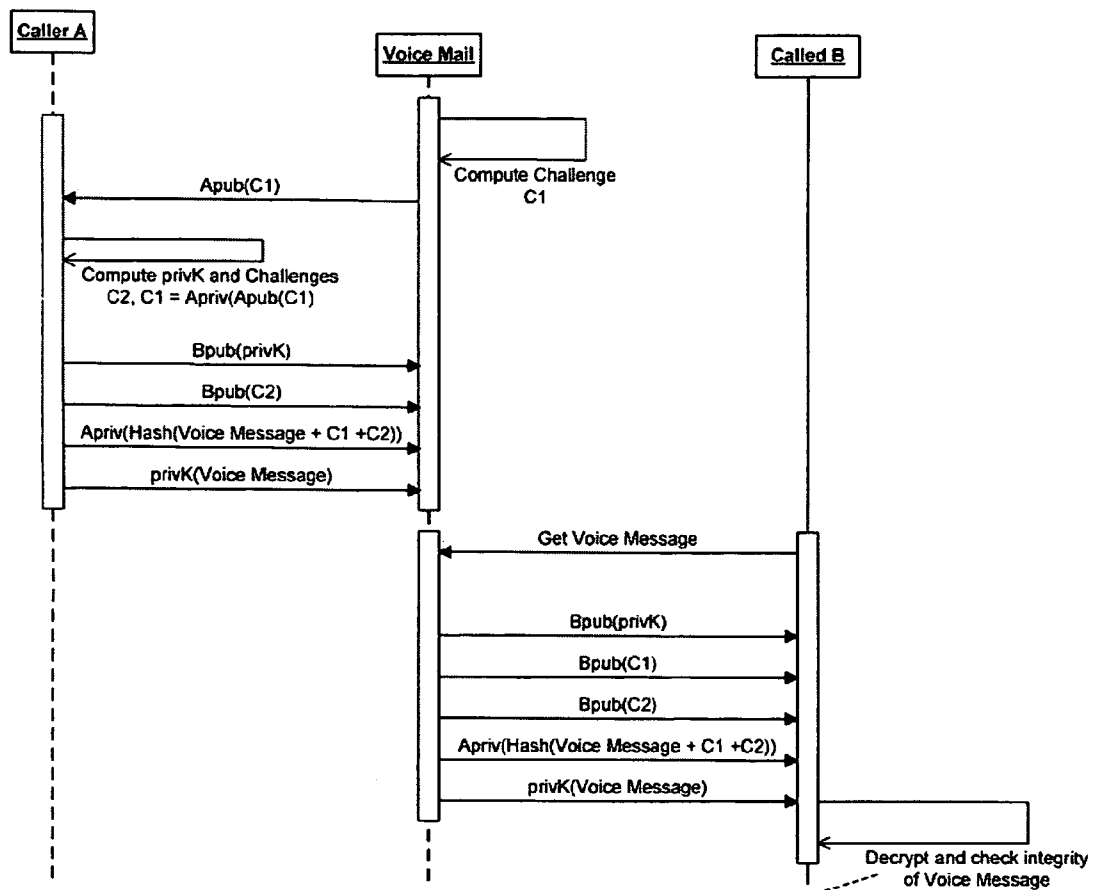 Caller A
Voice Mail
Called B
Compute Challenge
C1
Apub(C1)
Compute privK and Challenges
C2, C1 = Apriv(Apub(C1)
Bpub(privK)
Bpub(C2)
Apriv(Hash(Voice Message + C1 +C2))
privK(Voice Message)
Get Voice Message
Bpub(privK)
Bpub(C1)
Bpub(C2)
Apriv(Hash(Voice Message + C1 +C2))
privK(Voice Message)
Decrypt and check integrity
of Voice Message